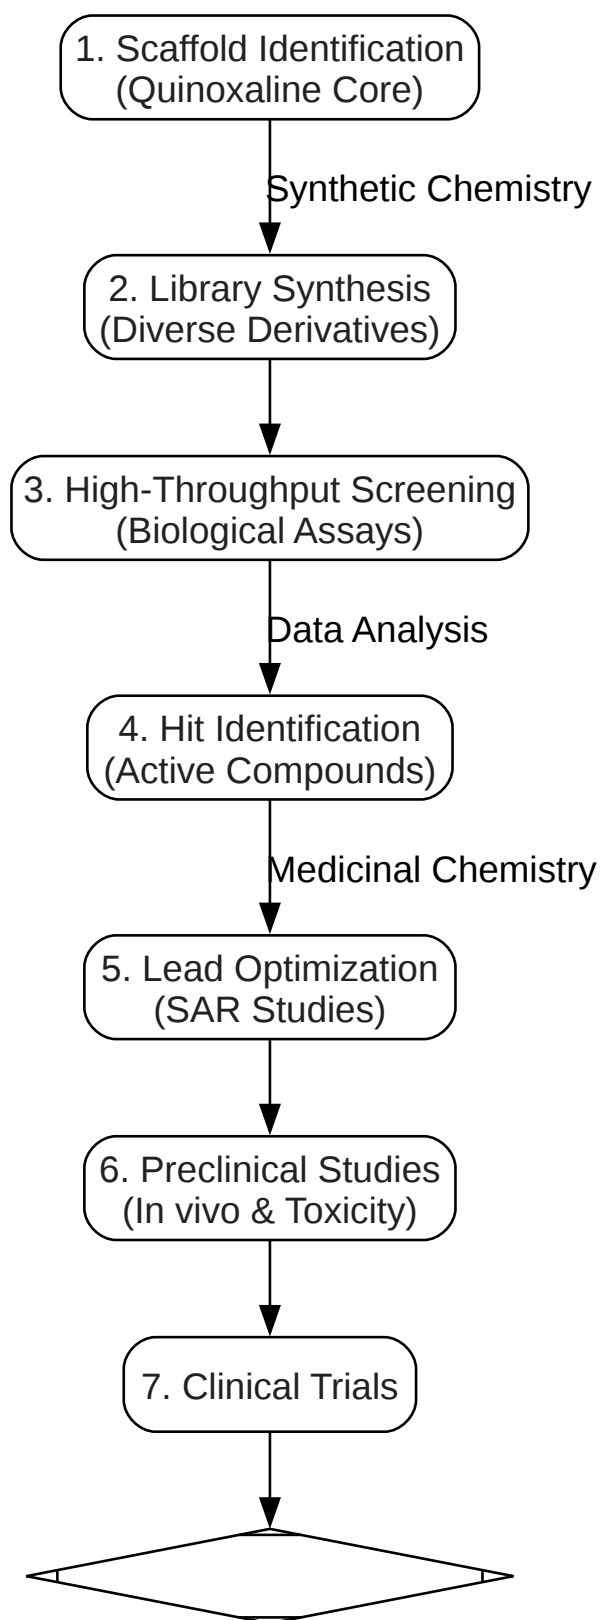 1. Scaffold Identification
(Quinoxaline Core)
Synthetic Chemistry
2. Library Synthesis
(Diverse Derivatives)
3. High-Throughput Screening
(Biological Assays)
Data Analysis
4. Hit Identification
(Active Compounds)
Medicinal Chemistry
5. Lead Optimization
(SAR Studies)
6. Preclinical Studies
(In vivo & Toxicity)
7. Clinical Trials